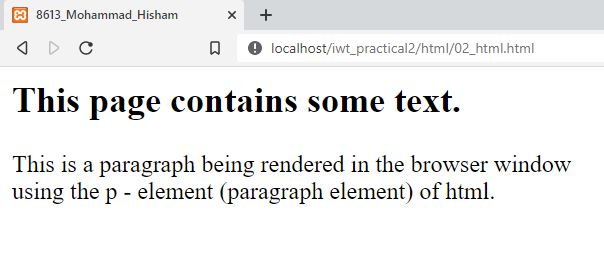 8613_Mohammad_Hisham
localhost/iwt_practical2/html/02_html.html
This page contains some text.
This is a paragraph being rendered in the browser window
using the p - element (paragraph element) of html.